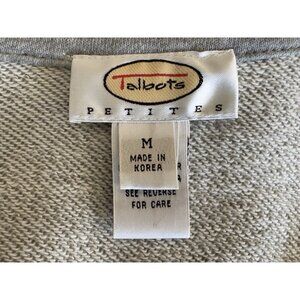 Talbots
PETITES
M
MADE IN
KOREA
R
SEE REVERSE
FOR CARE